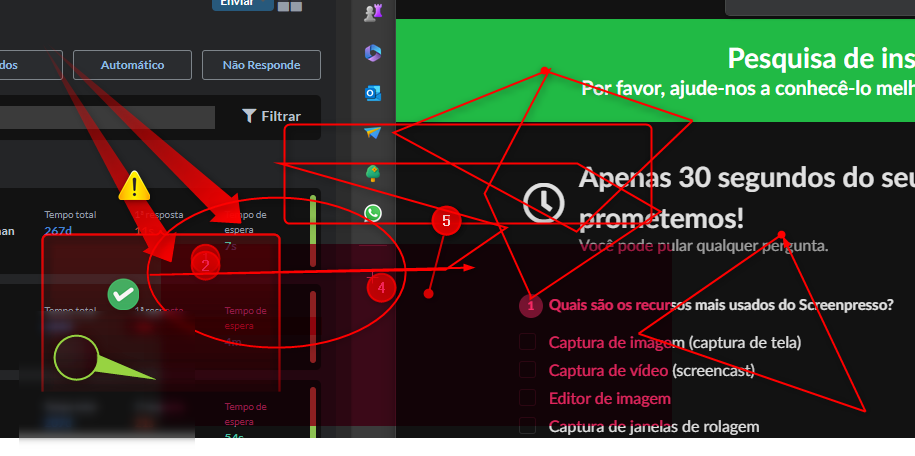 Enviar
dos
Automático
Não Responde
Filtrar
Tempo total
1ª resposta
Tempo de
espera
man
267d
7s
2
Tempo total
1ª resposta
Tempo de
espera
4m
Tempo de
espera
54s
5
4
Pesquisa de ins
Por favor, ajude-nos a conhecê-lo melh
Apenas 30 segundos do seu
prometemos!
Você pode pular qualquer pergunta.
1 Quais são os recursos mais usados do Screenpresso?
Captura de imagem (captura de tela)
Captura de vídeo (screencast)
Editor de imagem
Captura de janelas de rolagem